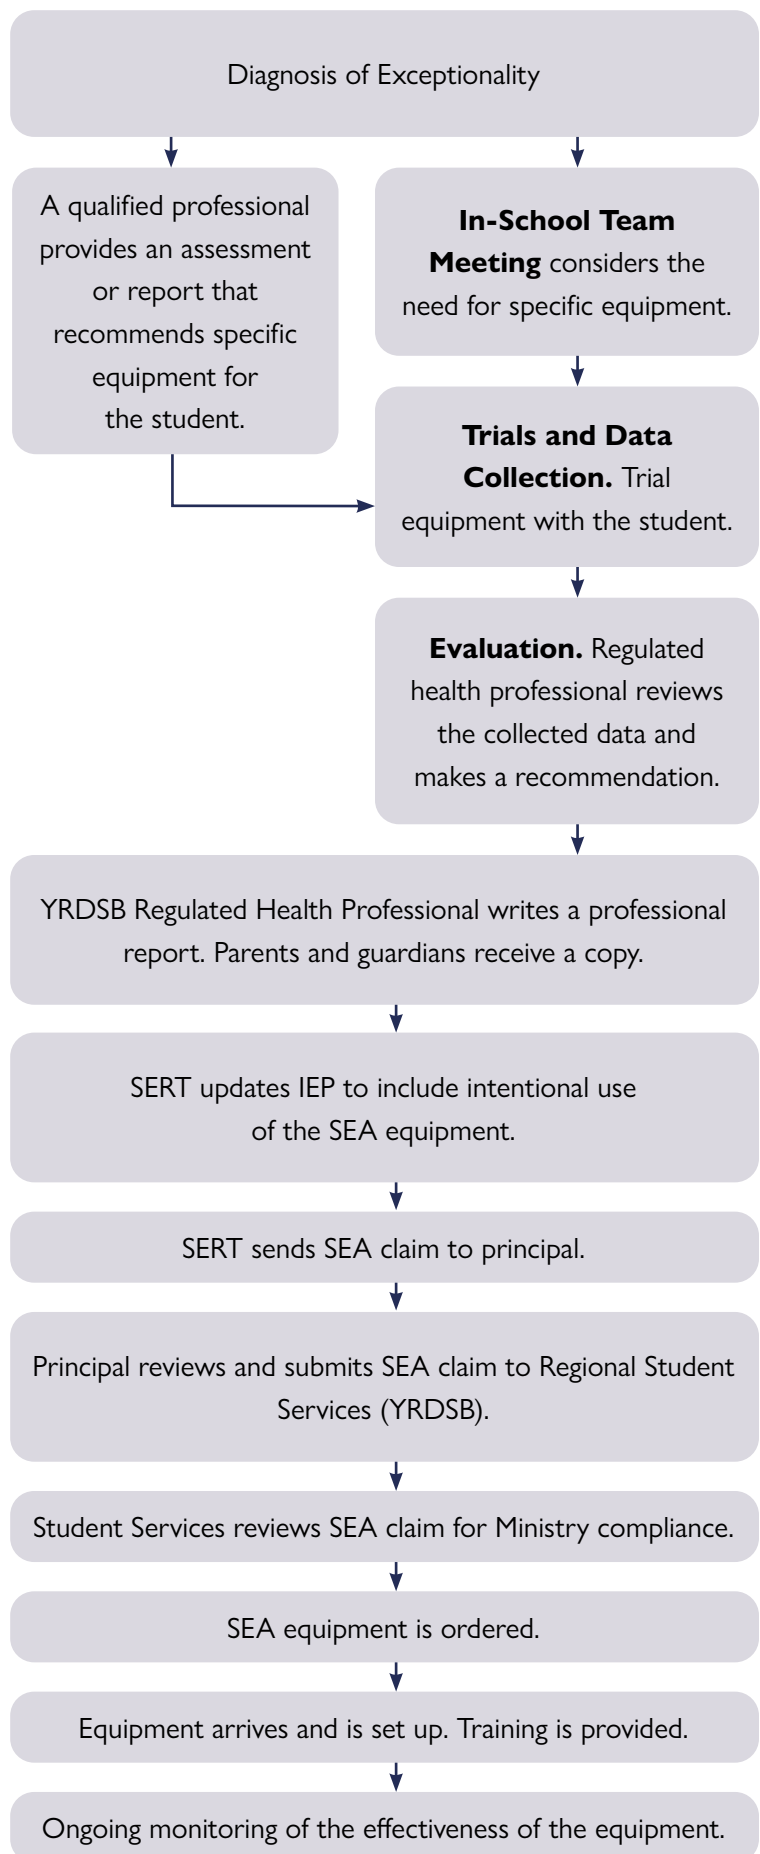 Diagnosis of Exceptionality
A qualified professional
provides an assessment
or report that
recommends specific
equipment for
the student.
In-School Team
Meeting considers the
need for specific equipment.
Trials and Data
Collection. Trial
equipment with the student.
Evaluation. Regulated
health professional reviews
the collected data and
makes a recommendation.
YRDSB Regulated Health Professional writes a professional
report. Parents and guardians receive a copy.
SERT updates IEP to include intentional use
of the SEA equipment.
SERT sends SEA claim to principal.
Principal reviews and submits SEA claim to Regional Student
Services (YRDSB).
Student Services reviews SEA claim for Ministry compliance.
SEA equipment is ordered.
Equipment arrives and is set up. Training is provided.
Ongoing monitoring of the effectiveness of the equipment.